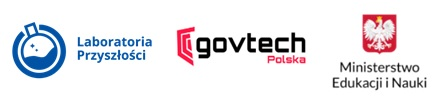 Laboratoria
Przyszłości
govtech
Polska
Ministerstwo
Edukacji i Nauki